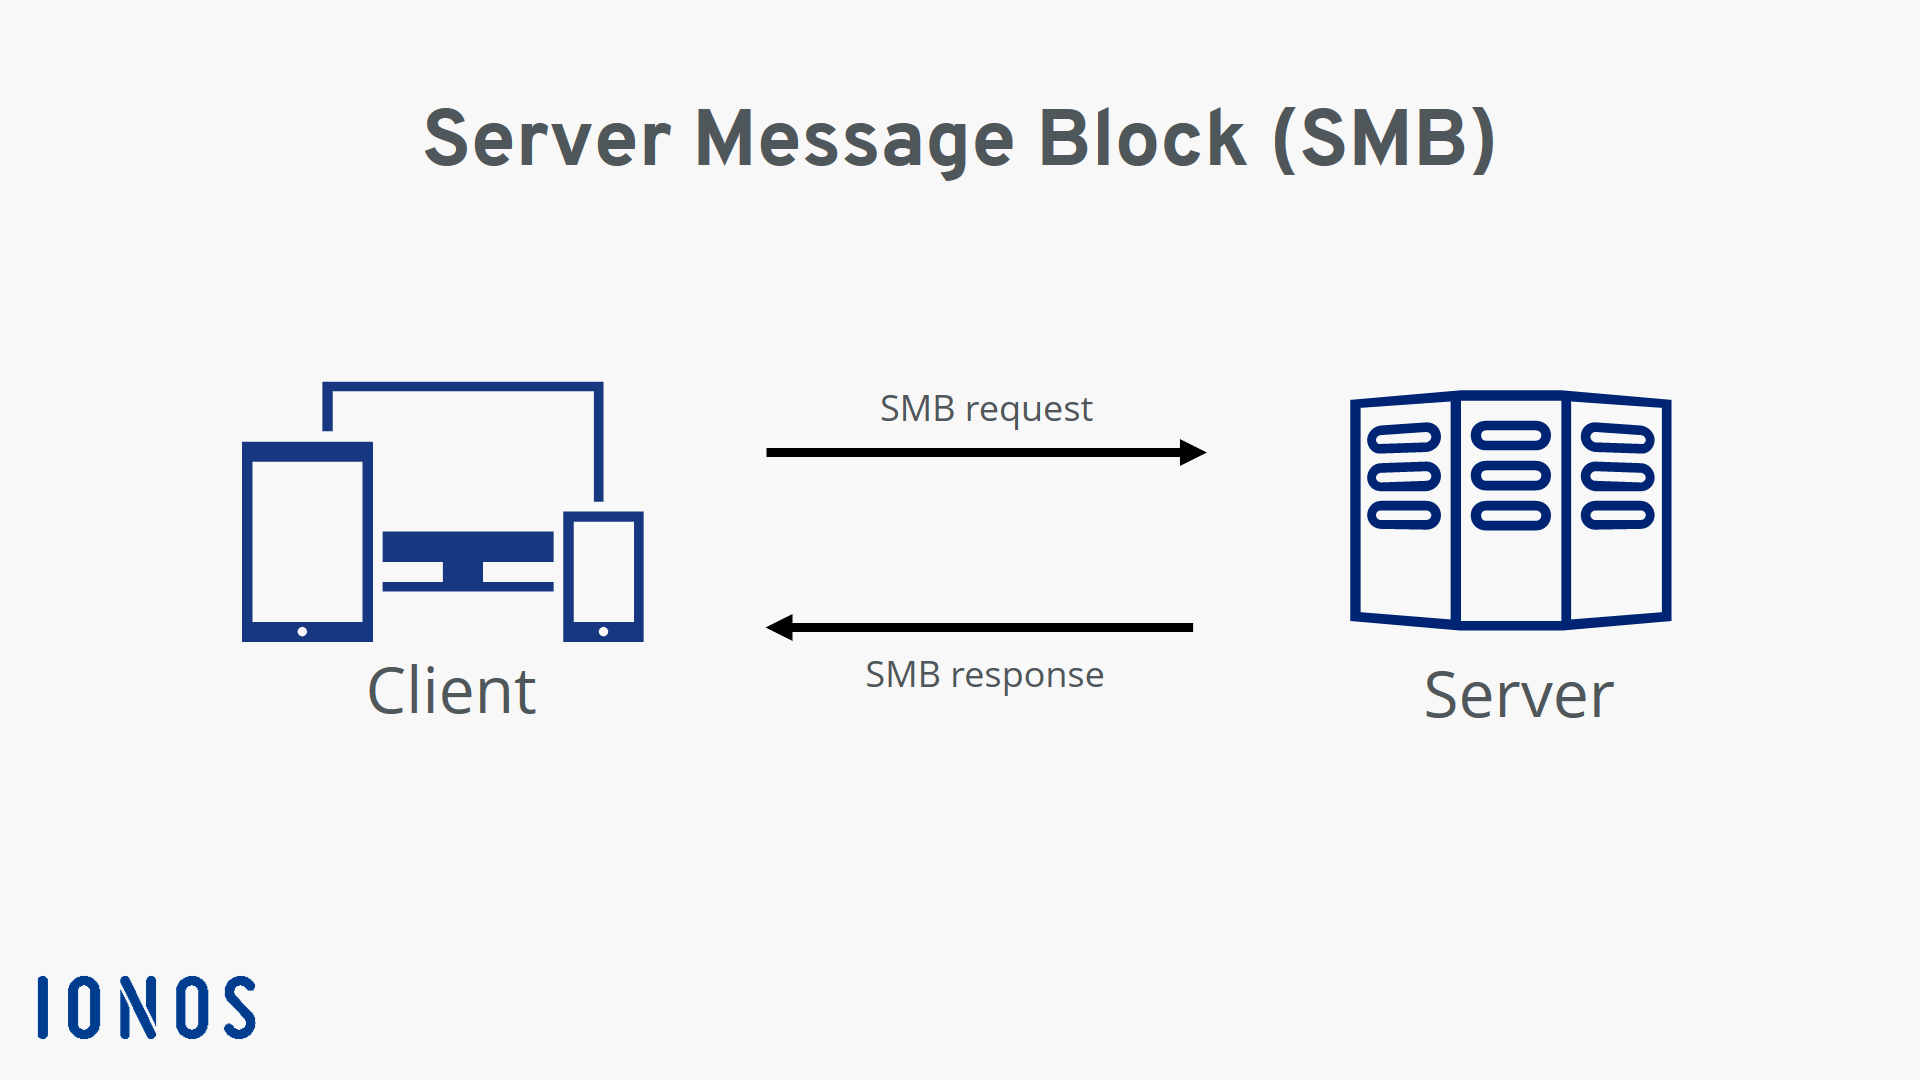 Server Message Block (SMB)
SMB request
SMB response
Client
Server
IONOS